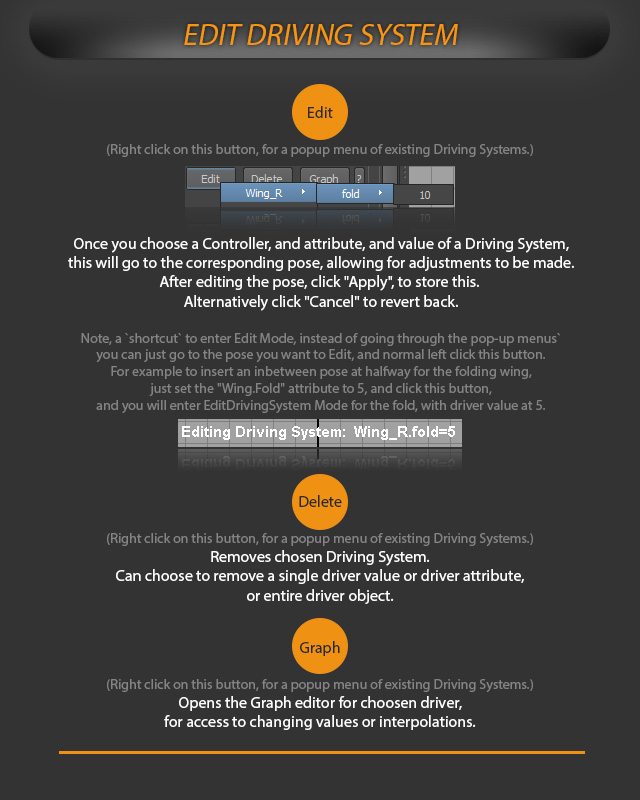 EDIT DRIVING SYSTEM
Edit
(Right click on this button, for a popup menu of existing Driving Systems.)
Edit Delete Graph ?
Wing_R fold 10
Once you choose a Controller, and attribute, and value of a Driving System,
this will go to the corresponding pose, allowing for adjustments to be made.
After editing the pose, click "Apply", to store this.
Alternatively click "Cancel" to revert back.
Note, a `shortcut` to enter Edit Mode, instead of going through the pop-up menus`
you can just go to the pose you want to Edit, and normal left click this button.
For example to insert an inbetween pose at halfway for the folding wing,
just set the "Wing.Fold" attribute to 5, and click this button,
and you will enter EditDrivingSystem Mode for the fold, with driver value at 5.
Editing Driving System: Wing_R.fold=5
Delete
(Right click on this button, for a popup menu of existing Driving Systems.)
Removes chosen Driving System.
Can choose to remove a single driver value or driver attribute,
or entire driver object.
Graph
(Right click on this button, for a popup menu of existing Driving Systems.)
Opens the Graph editor for choosen driver,
for access to changing values or interpolations.